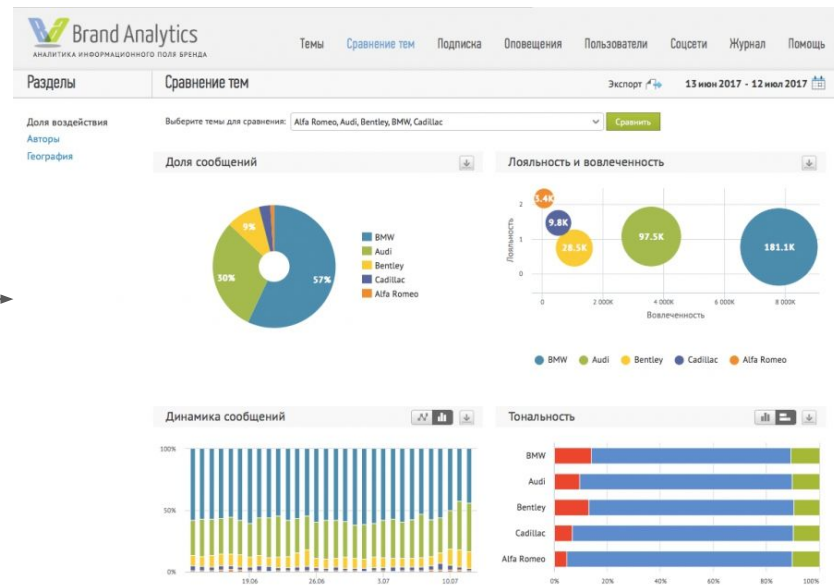 Brand Analytics
АНАЛИТИКА ИНФОРМАЦИОННОГО ПОЛЯ БРЕНДА
Темы Сравнение тем Подписка Оповещения Пользователи Соцсети Журнал Помощь
Разделы
Сравнение тем
Экспорт
13 июн 2017 - 12 июл 2017
Доля воздействия
Авторы
География
Выберите темы для сравнения: Alfa Romeo, Audi, Bentley, BMW, Cadillac
Сравнить
Доля сообщений
57%
30%
9%
BMW
Audi
Bentley
Cadillac
Alfa Romeo
Лояльность и вовлеченность
Лояльность
2
1
0
3.4K
9.8K
28.5K
97.5K
181.1K
0 2 000K 4 000K 6 000K 8 000K
Вовлеченность
BMW Audi Bentley Cadillac Alfa Romeo
Динамика сообщений
100%
50%
0%
19.06 26.06 3.07 10.07
Тональность
BMW
Audi
Bentley
Cadillac
Alfa Romeo
0% 20% 40% 60% 80% 100%